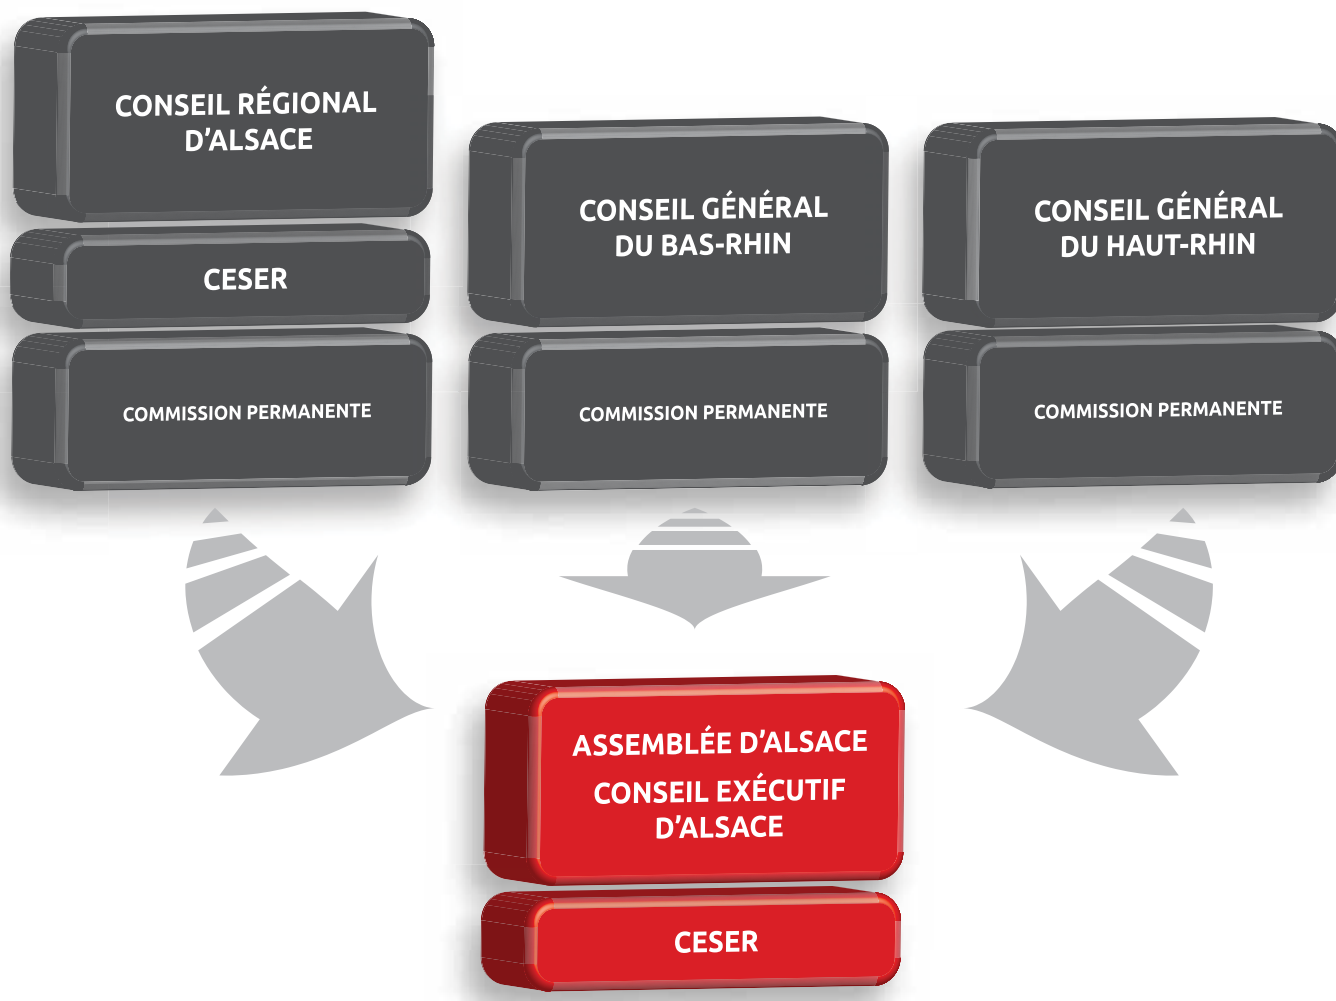 CONSEIL RÉGIONAL
D’ALSACE
CESER
COMMISSION PERMANENTE
CONSEIL GÉNÉRAL
DU BAS-RHIN
COMMISSION PERMANENTE
CONSEIL GÉNÉRAL
DU HAUT-RHIN
COMMISSION PERMANENTE
ASSEMBLÉE D’ALSACE
CONSEIL EXÉCUTIF
D’ALSACE
CESER